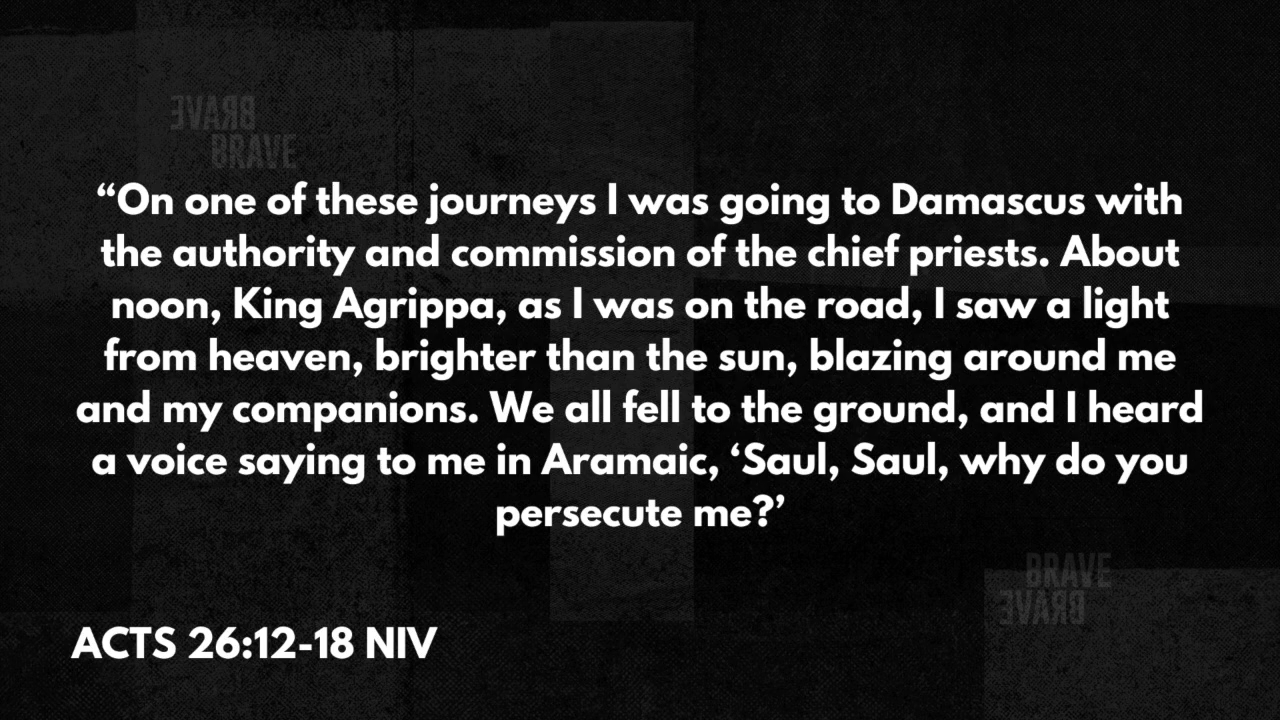 BRAVE
BRAVE
“On one of these journeys I was going to Damascus with
the authority and commission of the chief priests. About
noon, King Agrippa, as I was on the road, I saw a light
from heaven, brighter than the sun, blazing around me
and my companions. We all fell to the ground, and I heard
a voice saying to me in Aramaic, ‘Saul, Saul, why do you
persecute me?’
BRAVE
BRAVE
ACTS 26:12-18 NIV